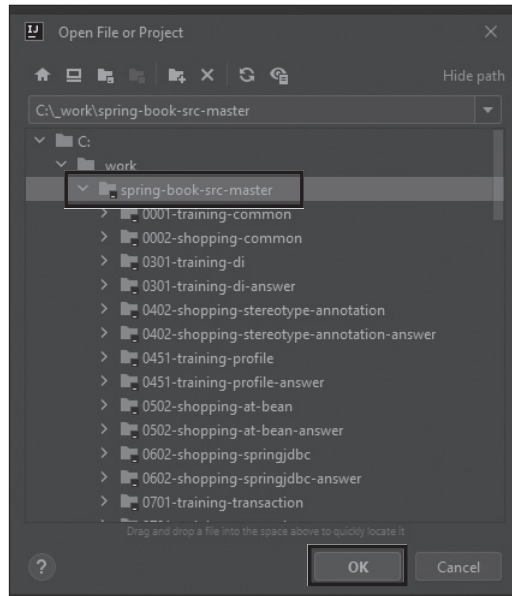 IJ Open File or Project
Hide path
C:\_work\spring-book-src-master
C:
_work
spring-book-src-master
0001-training-common
0002-shopping-common
0301-training-di
0301-training-di-answer
0402-shopping-stereotype-annotation
0402-shopping-stereotype-annotation-answer
0451-training-profile
0451-training-profile-answer
0502-shopping-at-bean
0502-shopping-at-bean-answer
0602-shopping-springjdbc
0602-shopping-springjdbc-answer
0701-training-transaction
Drag and drop a file into the space above to quickly locate it
? OK Cancel